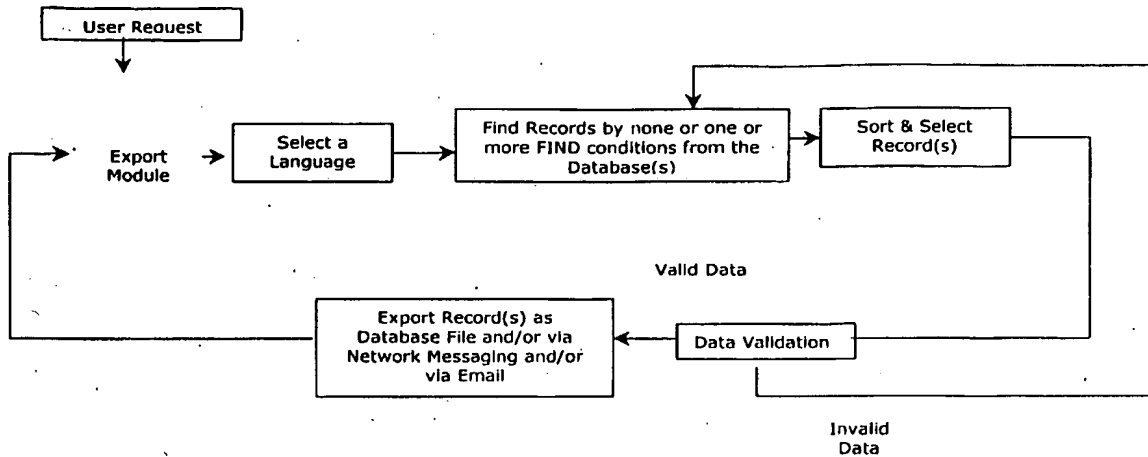 User Request
Export
Module
Select a
Language
Find Records by none or one or
more FIND conditions from the
Database(s)
Sort & Select
Record(s)
Valid Data
Export Record(s) as
Database File and/or via
Network Messaging and/or
via Email
Data Validation
Invalid
Data